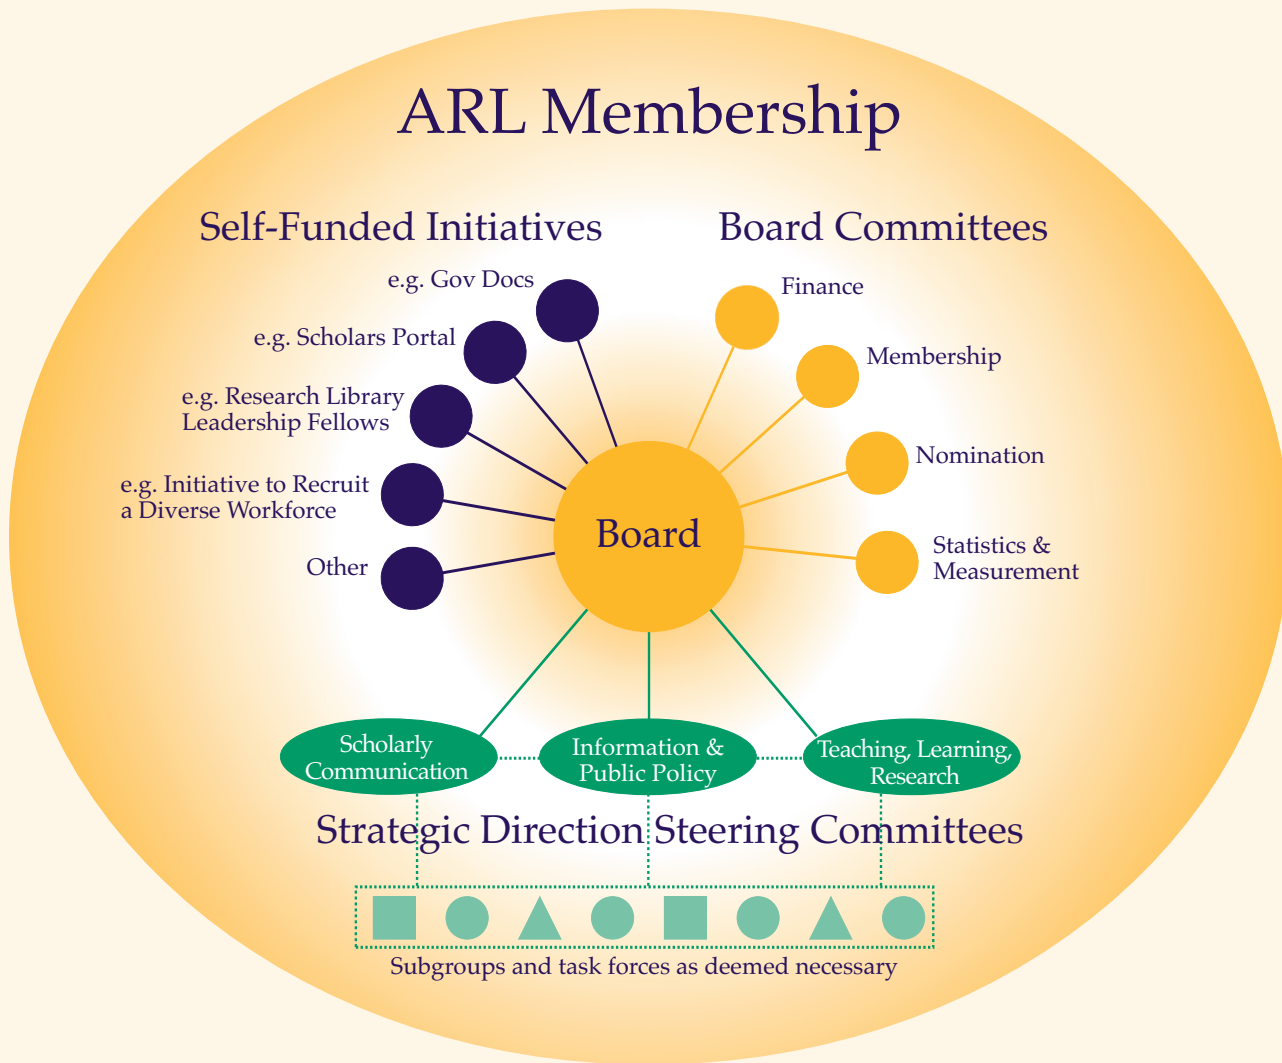 ARL Membership
Self-Funded Initiatives
Board Committees
e.g. Gov Docs
e.g. Scholars Portal
e.g. Research Library
Leadership Fellows
e.g. Initiative to Recruit
a Diverse Workforce
Other
Finance
Membership
Nomination
Statistics &
Measurement
Board
Scholarly
Communication
Information &
Public Policy
Teaching, Learning,
Research
Strategic Direction Steering Committees
Subgroups and task forces as deemed necessary